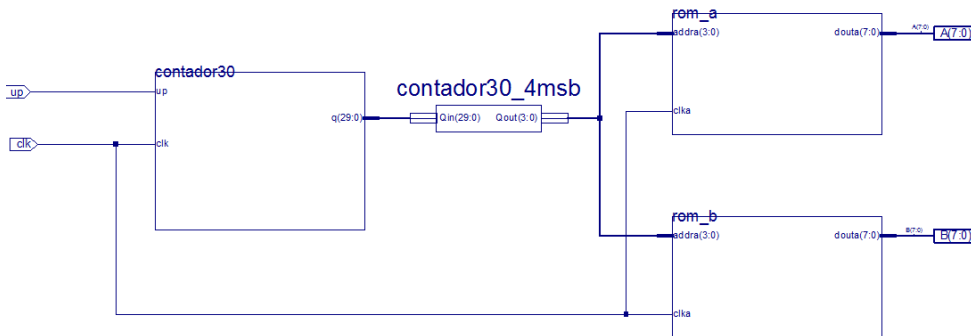 rom_a
addra(3:0)
douta(7:0)
A(7:0)
A(7:0)
contador30
up
up
contador30_4msb
q(29:0)
Qin(29:0)
Qout(3:0)
clka
clk
clk
rom_b
addra(3:0)
douta(7:0)
B(7:0)
B(7:0)
clka